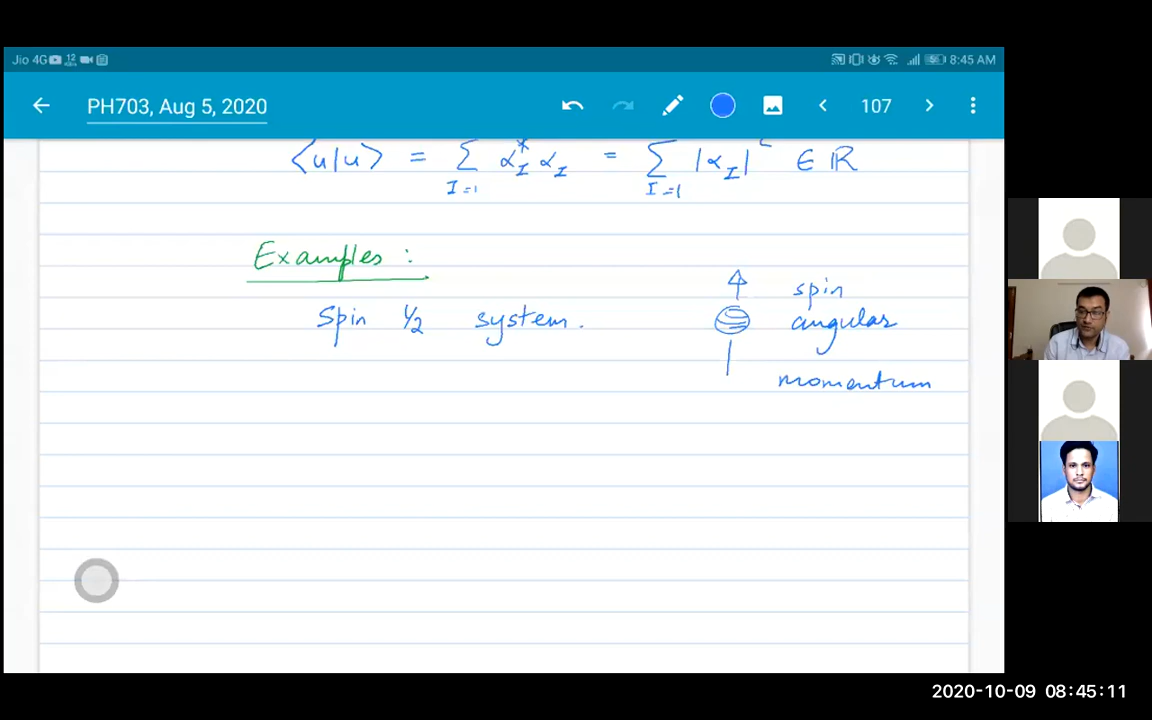 Jio 4G 8:45 AM
PH703, Aug 5, 2020 107
⟨u|u⟩ = Σ α*_I α_I = Σ |α_I|² ∈ ℝ
I=1 I=1
Examples :
Spin 1/2 system.
spin
angular
momentum
2020-10-09 08:45:11